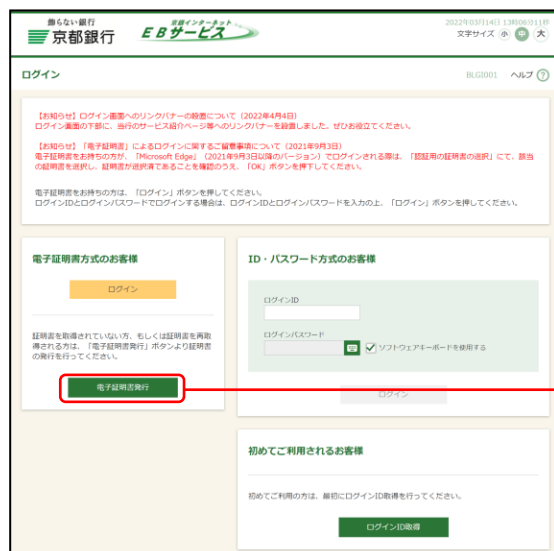 飾らない銀行
京都銀行
京銀インターネット
EBサービス
2022年03月14日 13時06分11秒
文字サイズ 小 中 大
ログイン
BLGI001 ヘルプ ?
【お知らせ】ログイン画面へのリンクバナーの設置について（2022年4月4日）
ログイン画面の下部に、当行のサービス紹介ページ等へのリンクバナーを設置しました。ぜひお役立てください。
【お知らせ】「電子証明書」によるログインに関するご留意事項について（2021年9月3日）
電子証明書をお持ちの方が、「Microsoft Edge」（2021年9月3日以降のバージョン）でログインされる際は、「認証用の証明書の選択」にて、該当
の証明書を選択し、証明書が選択済であることを確認のうえ、「OK」ボタンを押下してください。
電子証明書をお持ちの方は、「ログイン」ボタンを押してください。
ログインIDとログインパスワードでログインする場合は、ログインIDとログインパスワードを入力の上、「ログイン」ボタンを押してください。
電子証明書方式のお客様
ログイン
証明書を取得されていない方、もしくは証明書を再取
得される方は、「電子証明書発行」ボタンより証明書
の発行を行ってください。
電子証明書発行
ID・パスワード方式のお客様
ログインID
ログインパスワード
ソフトウェアキーボードを使用する
ログイン
初めてご利用されるお客様
初めてご利用の方は、最初にログインID取得を行ってください。
ログインID取得